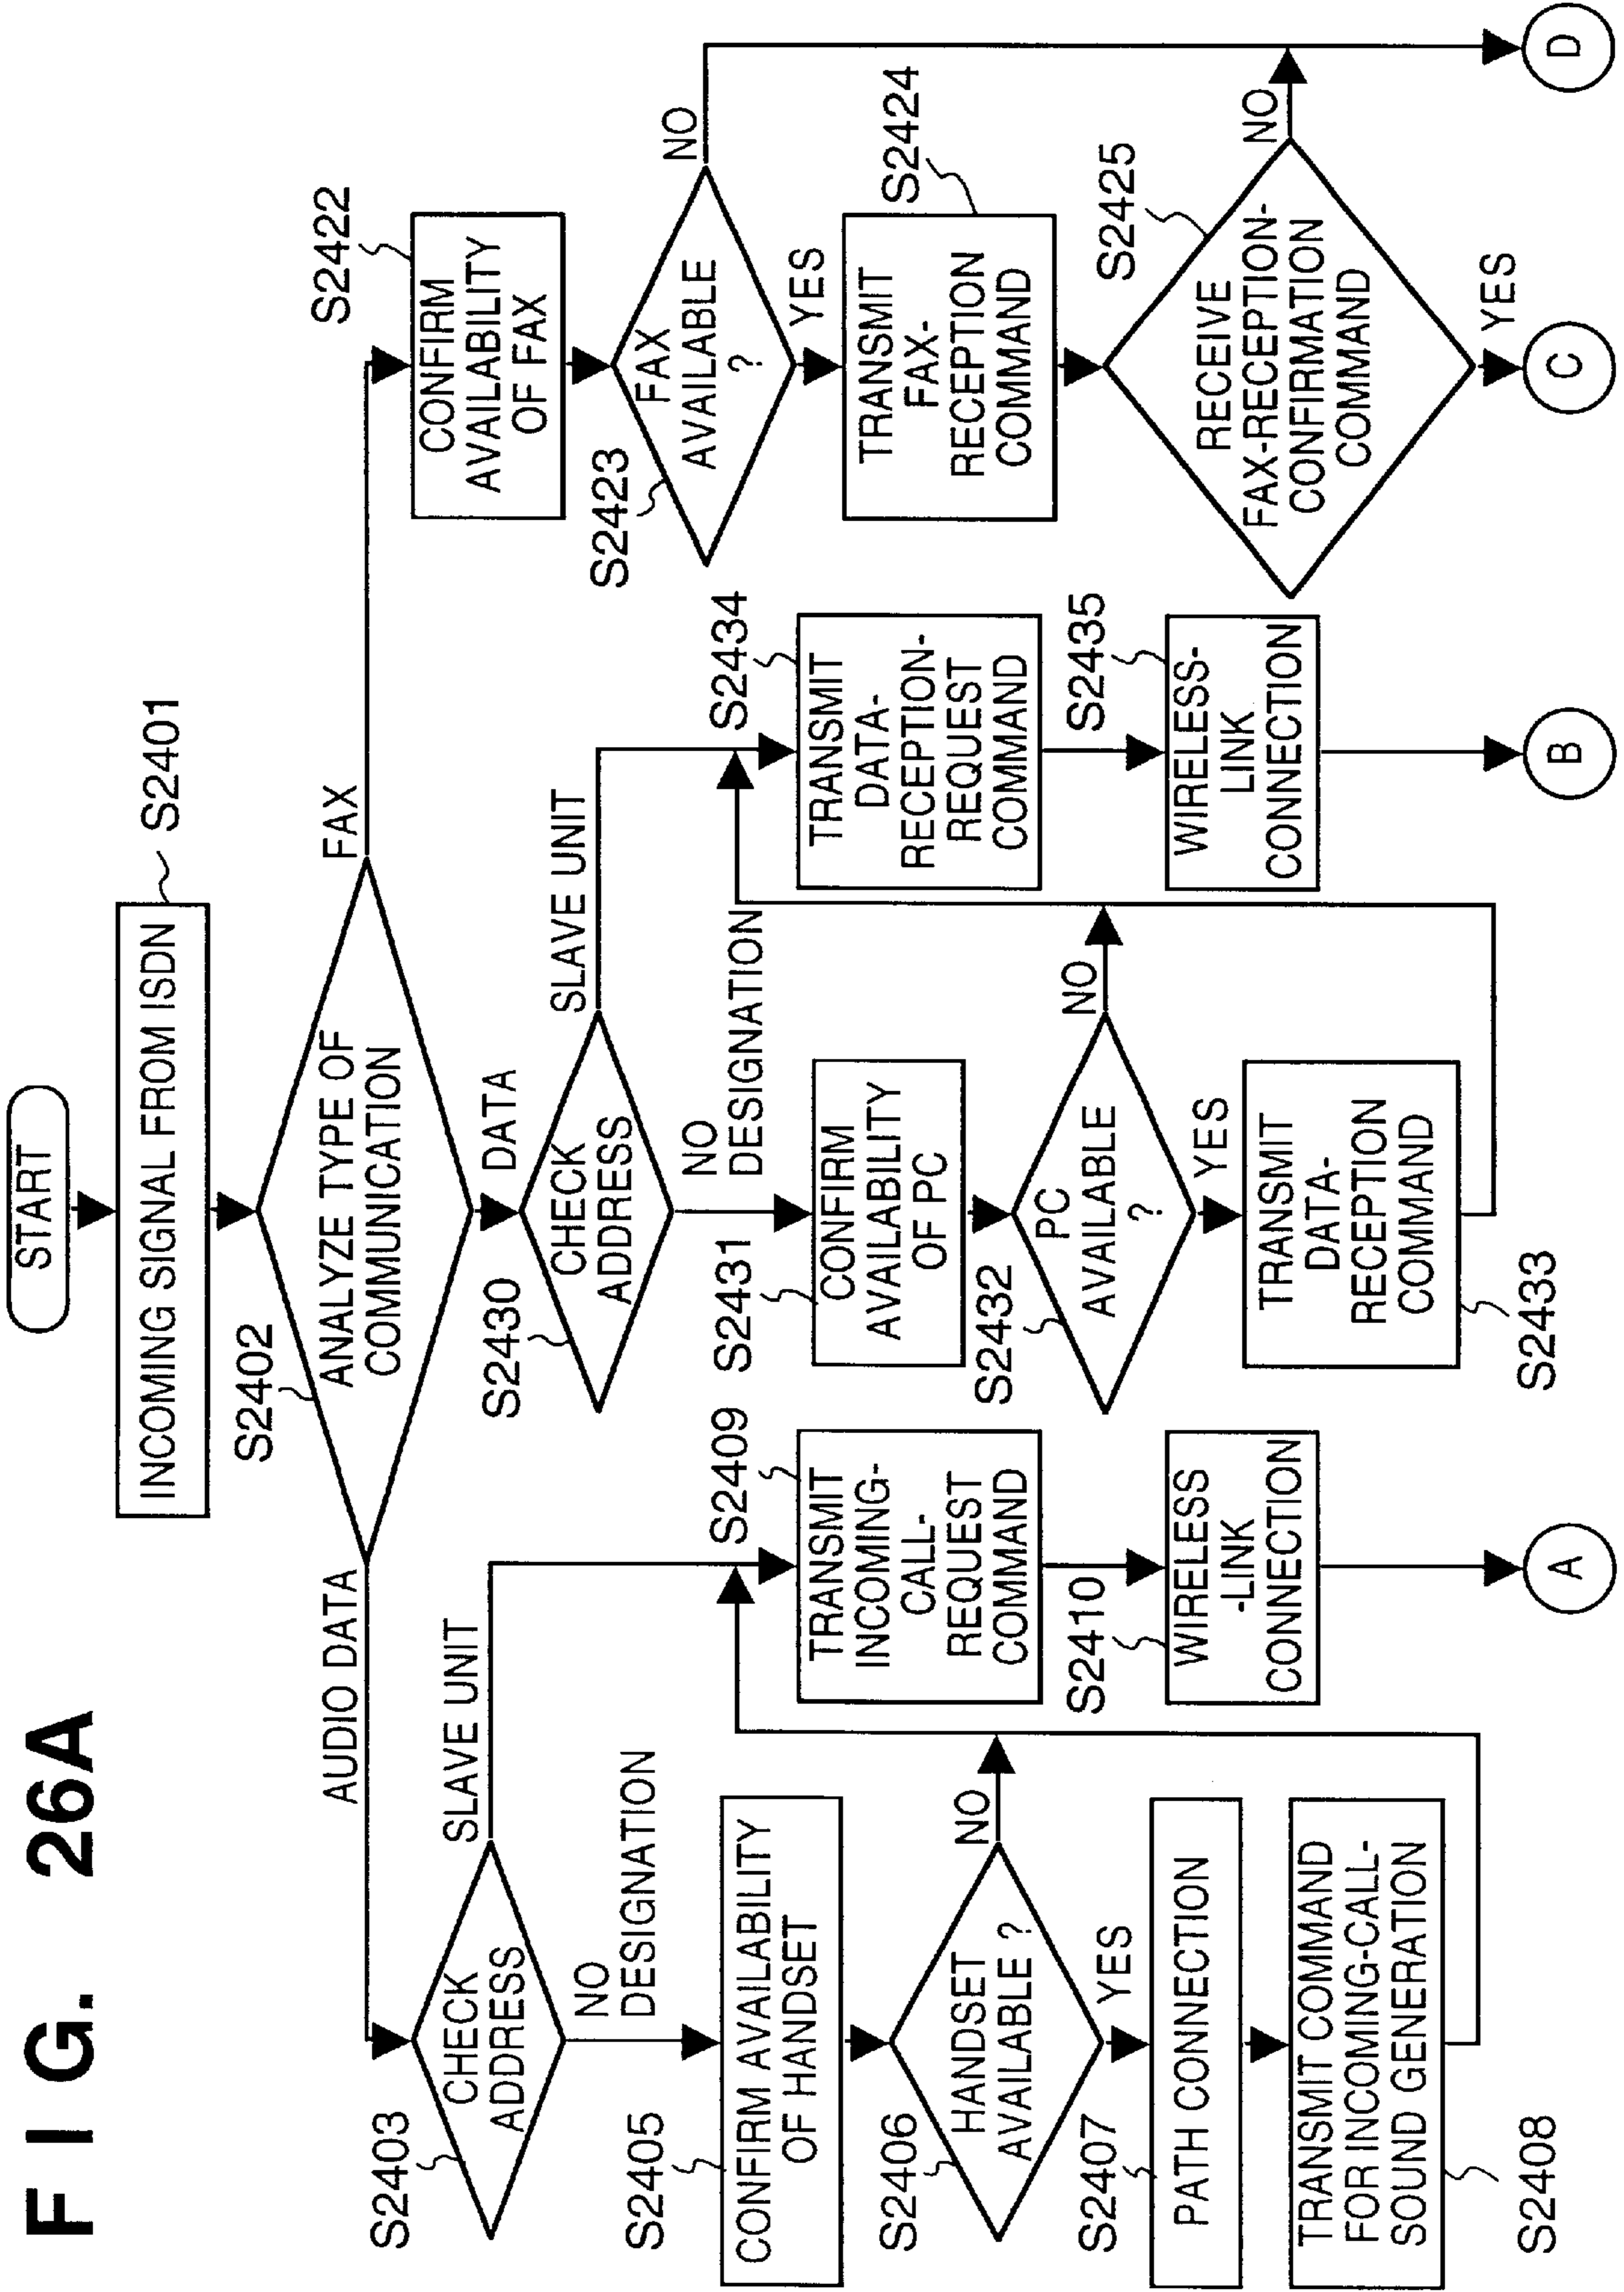 FIG. 26A
START
INCOMING SIGNAL FROM ISDN
S2401
S2402
ANALYZE TYPE OF
COMMUNICATION
AUDIO DATA
DATA
FAX
S2403
CHECK
ADDRESS
SLAVE UNIT
NO
DESIGNATION
S2405
CONFIRM AVAILABILITY
OF HANDSET
S2406
HANDSET
AVAILABLE ?
NO
YES
S2407
PATH CONNECTION
TRANSMIT COMMAND
FOR INCOMING-CALL-
SOUND GENERATION
S2408
S2409
TRANSMIT
INCOMING-
CALL-
REQUEST
COMMAND
S2410
WIRELESS
-LINK
CONNECTION
A
S2430
CHECK
ADDRESS
SLAVE UNIT
NO
DESIGNATION
S2431
CONFIRM
AVAILABILITY
OF PC
S2432
PC
AVAILABLE
?
NO
YES
TRANSMIT
DATA-
RECEPTION
COMMAND
S2433
S2434
TRANSMIT
DATA-
RECEPTION-
REQUEST
COMMAND
S2435
WIRELESS-
LINK
CONNECTION
B
S2422
CONFIRM
AVAILABILITY
OF FAX
S2423
FAX
AVAILABLE
?
NO
YES
S2424
TRANSMIT
FAX-
RECEPTION
COMMAND
S2425
RECEIVE
FAX-RECEPTION-
CONFIRMATION
COMMAND
NO
YES
C
D